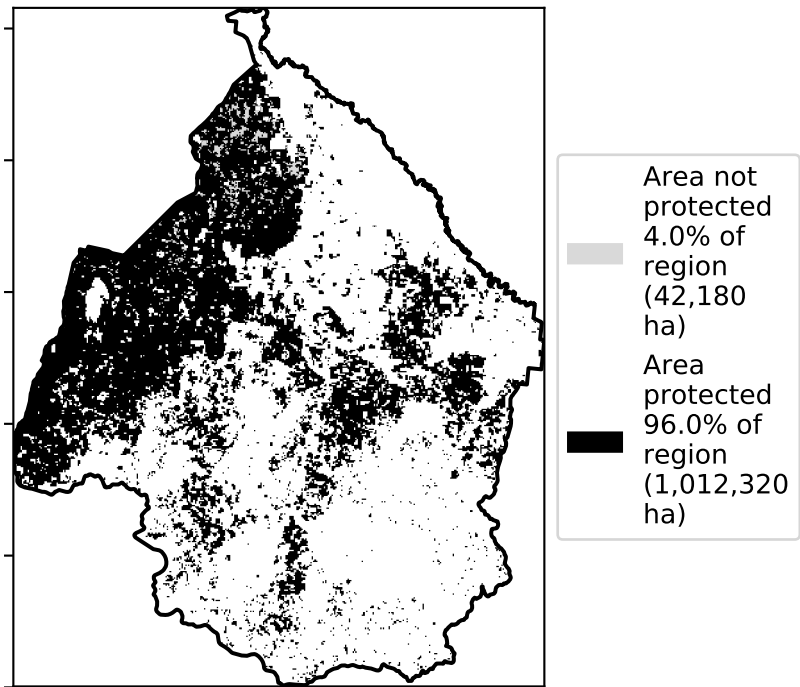 Area not
protected
4.0% of
region
(42,180
ha)
Area
protected
96.0% of
region
(1,012,320
ha)